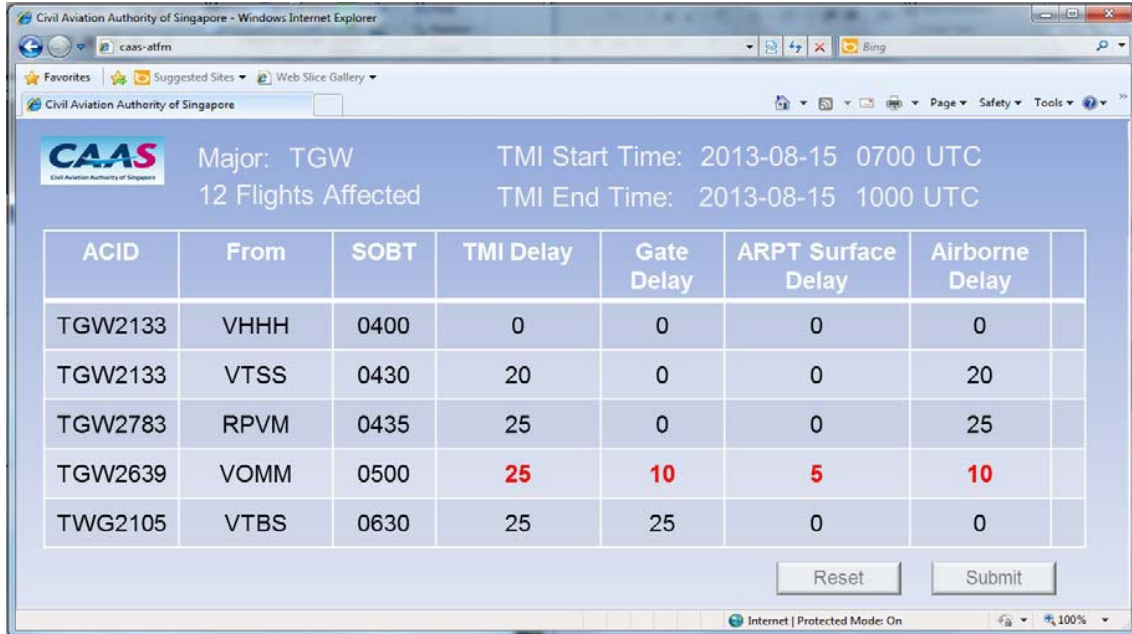 Civil Aviation Authority of Singapore - Windows Internet Explorer
caas-atfm
Bing
Favorites Suggested Sites Web Slice Gallery
Civil Aviation Authority of Singapore Page Safety Tools
CAAS
Civil Aviation Authority of Singapore
Major: TGW
12 Flights Affected
TMI Start Time: 2013-08-15 0700 UTC
TMI End Time: 2013-08-15 1000 UTC
ACID From SOBT TMI Delay Gate Delay ARPT Surface Delay Airborne Delay
TGW2133 VHHH 0400 0 0 0 0
TGW2133 VTSS 0430 20 0 0 20
TGW2783 RPVM 0435 25 0 0 25
TGW2639 VOMM 0500 25 10 5 10
TWG2105 VTBS 0630 25 25 0 0
Reset Submit
Internet | Protected Mode: On 100%